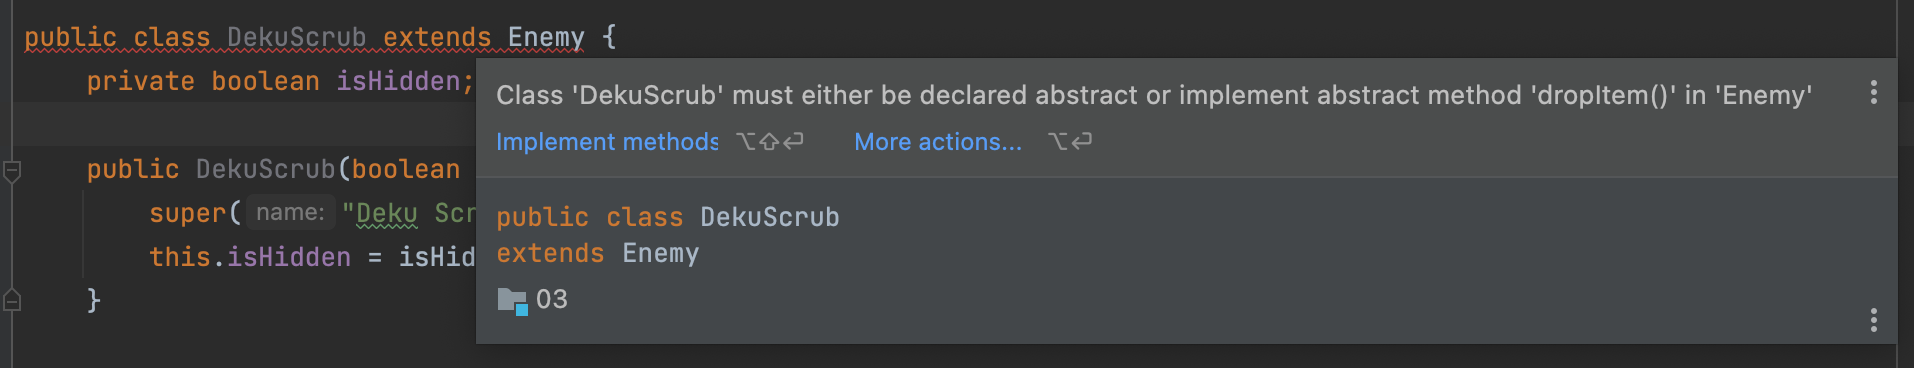 public class DekuScrub extends Enemy {
private boolean isHidden;
Class 'DekuScrub' must either be declared abstract or implement abstract method 'dropItem()' in 'Enemy'
Implement methods ⌥⇧⏎ More actions... ⌥⏎
public DekuScrub(boolean
super( name: "Deku Scr
this.isHidden = isHid
}
public class DekuScrub
extends Enemy
03